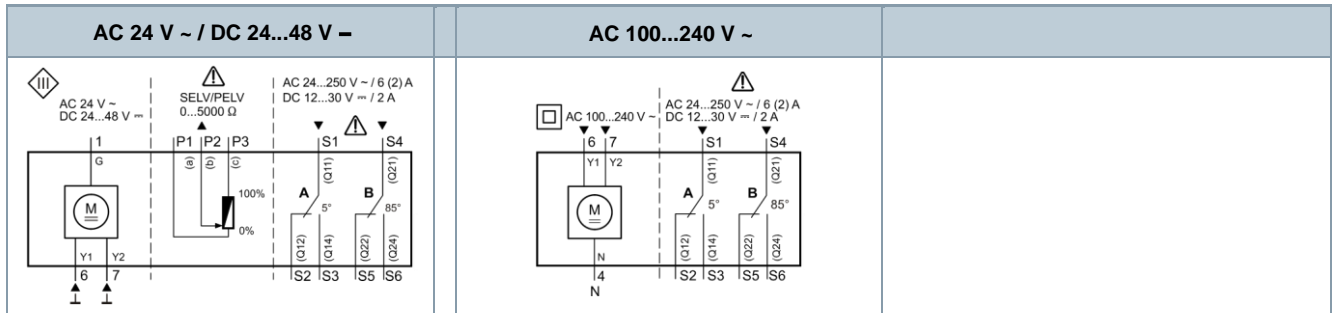 AC 24 V ~ / DC 24...48 V ⎓
AC 100...240 V ~
III
AC 24 V ~
DC 24...48 V ⎓
1
G
M
Y1 Y2
6 7
SELV/PELV
0...5000 Ω
P1 P2 P3
(a) (b) (c)
100%
0%
AC 24...250 V ~ / 6 (2) A
DC 12...30 V ⎓ / 2 A
S1 S4
(Q11) (Q21)
A B
5° 85°
(Q12) (Q14) (Q22) (Q24)
S2 S3 S5 S6
AC 100...240 V ~
6 7
Y1 Y2
M
N
4
N
AC 24...250 V ~ / 6 (2) A
DC 12...30 V ⎓ / 2 A
S1 S4
(Q11) (Q21)
A B
5° 85°
(Q12) (Q14) (Q22) (Q24)
S2 S3 S5 S6